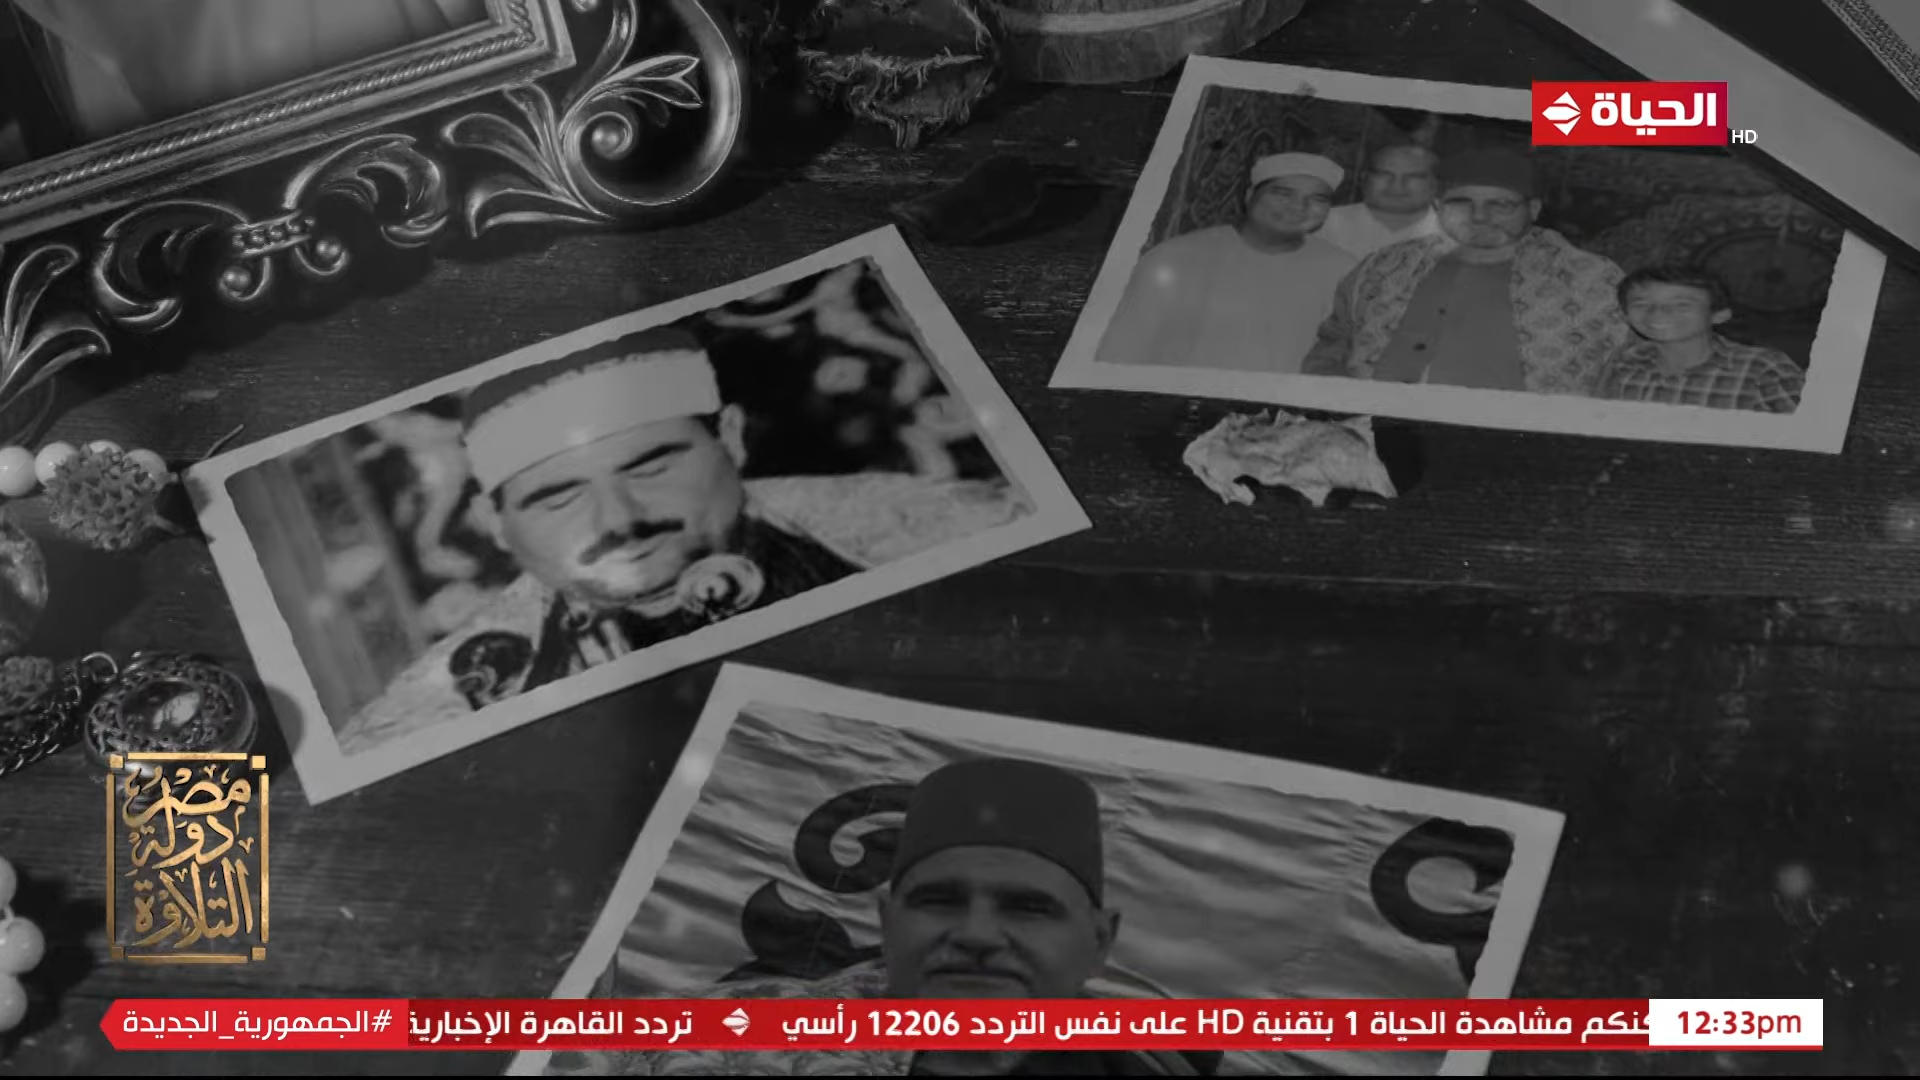 الحياة
HD
مصر
دولة
التلاوة
12:33pm
كنكم مشاهدة الحياة 1 بتقنية HD على نفس التردد 12206 رأسي
تردد القاهرة الإخبارية
#الجمهورية_الجديدة